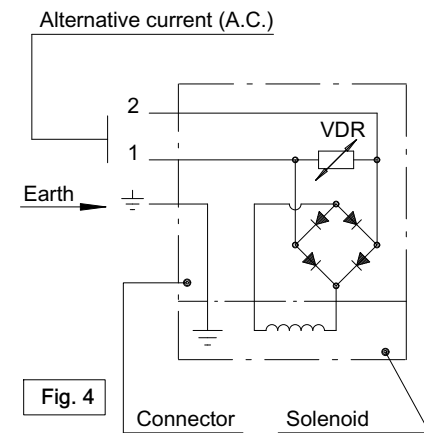 Alternative current (A.C.)
2
VDR
1
Earth
Fig. 4
Connector Solenoid